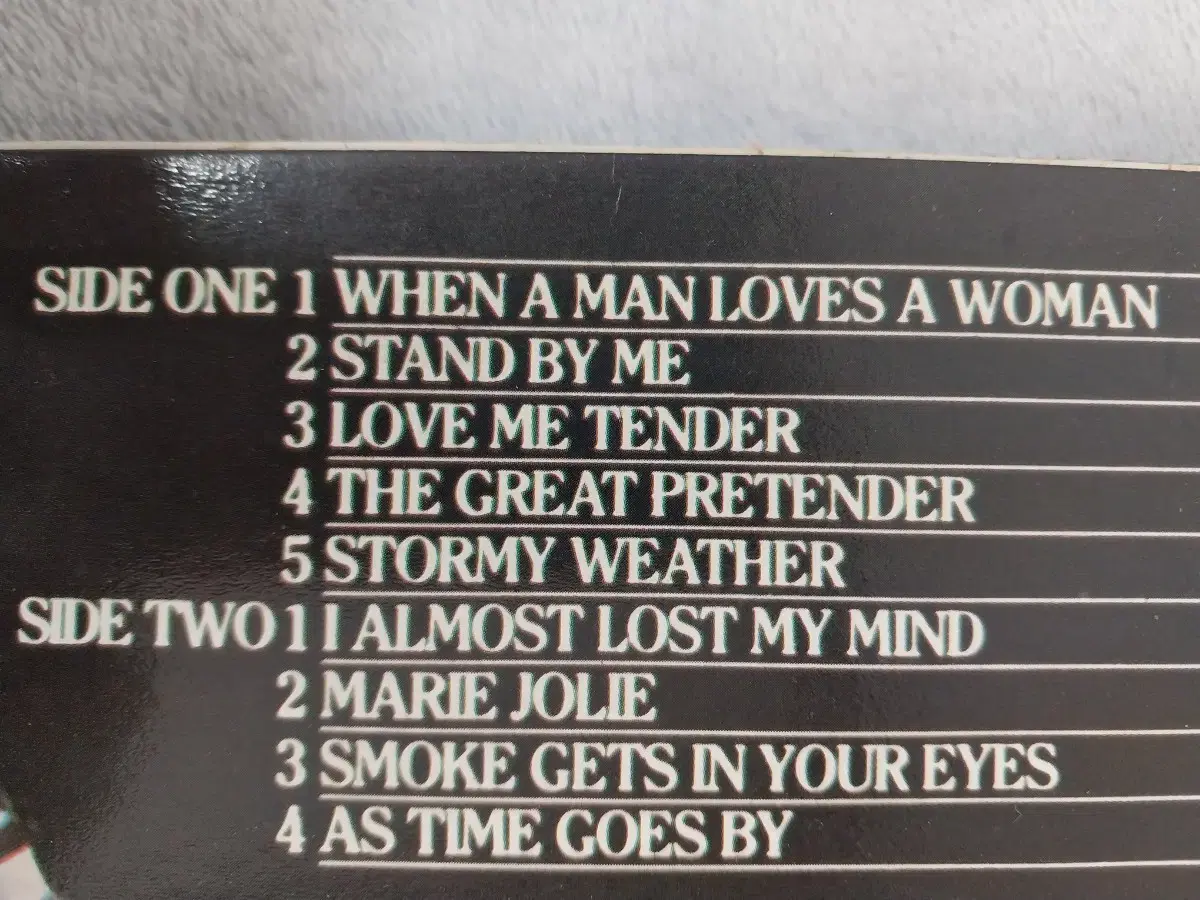 SIDE ONE 1 WHEN A MAN LOVES A WOMAN
2 STAND BY ME
3 LOVE ME TENDER
4 THE GREAT PRETENDER
5 STORMY WEATHER
SIDE TWO 1 I ALMOST LOST MY MIND
2 MARIE JOLIE
3 SMOKE GETS IN YOUR EYES
4 AS TIME GOES BY